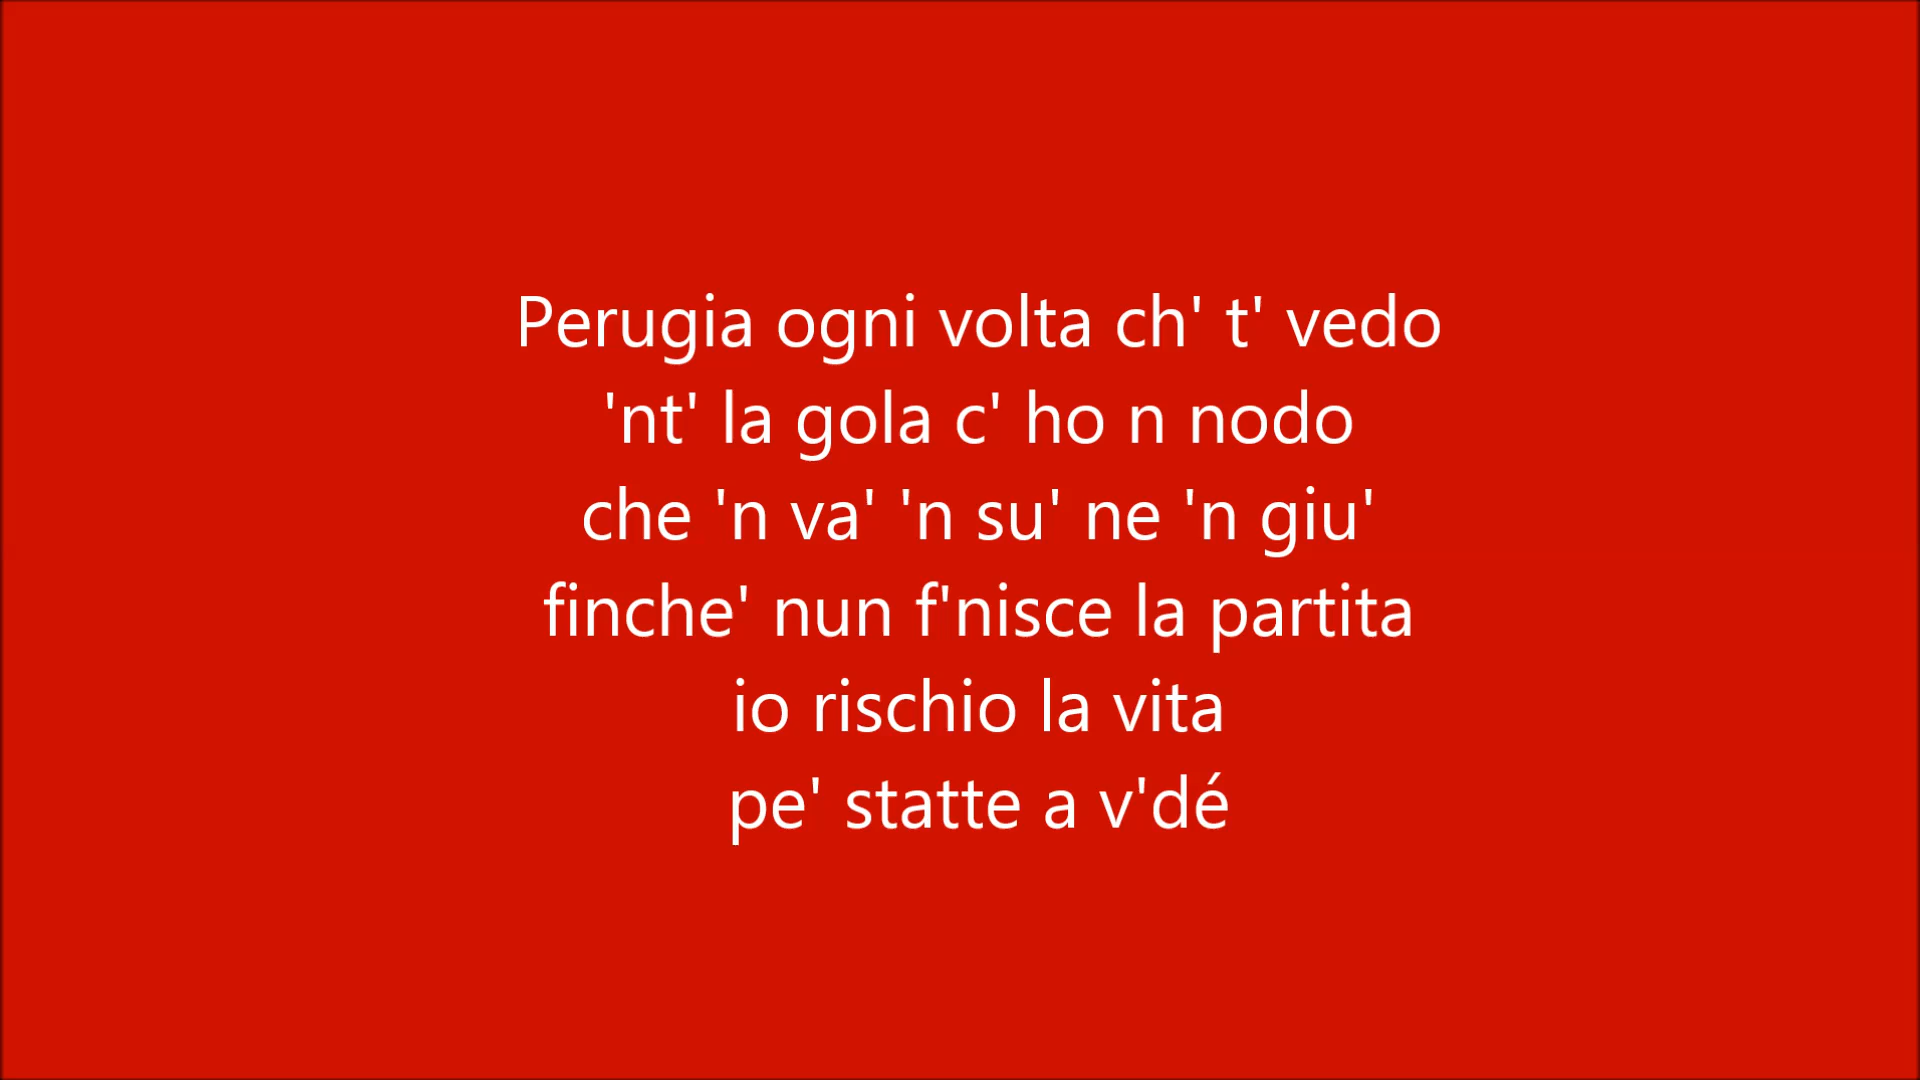 Perugia ogni volta ch' t' vedo
'nt' la gola c' ho n nodo
che 'n va' 'n su' ne 'n giu'
finche' nun f'nisce la partita
io rischio la vita
pe' statte a v'dé